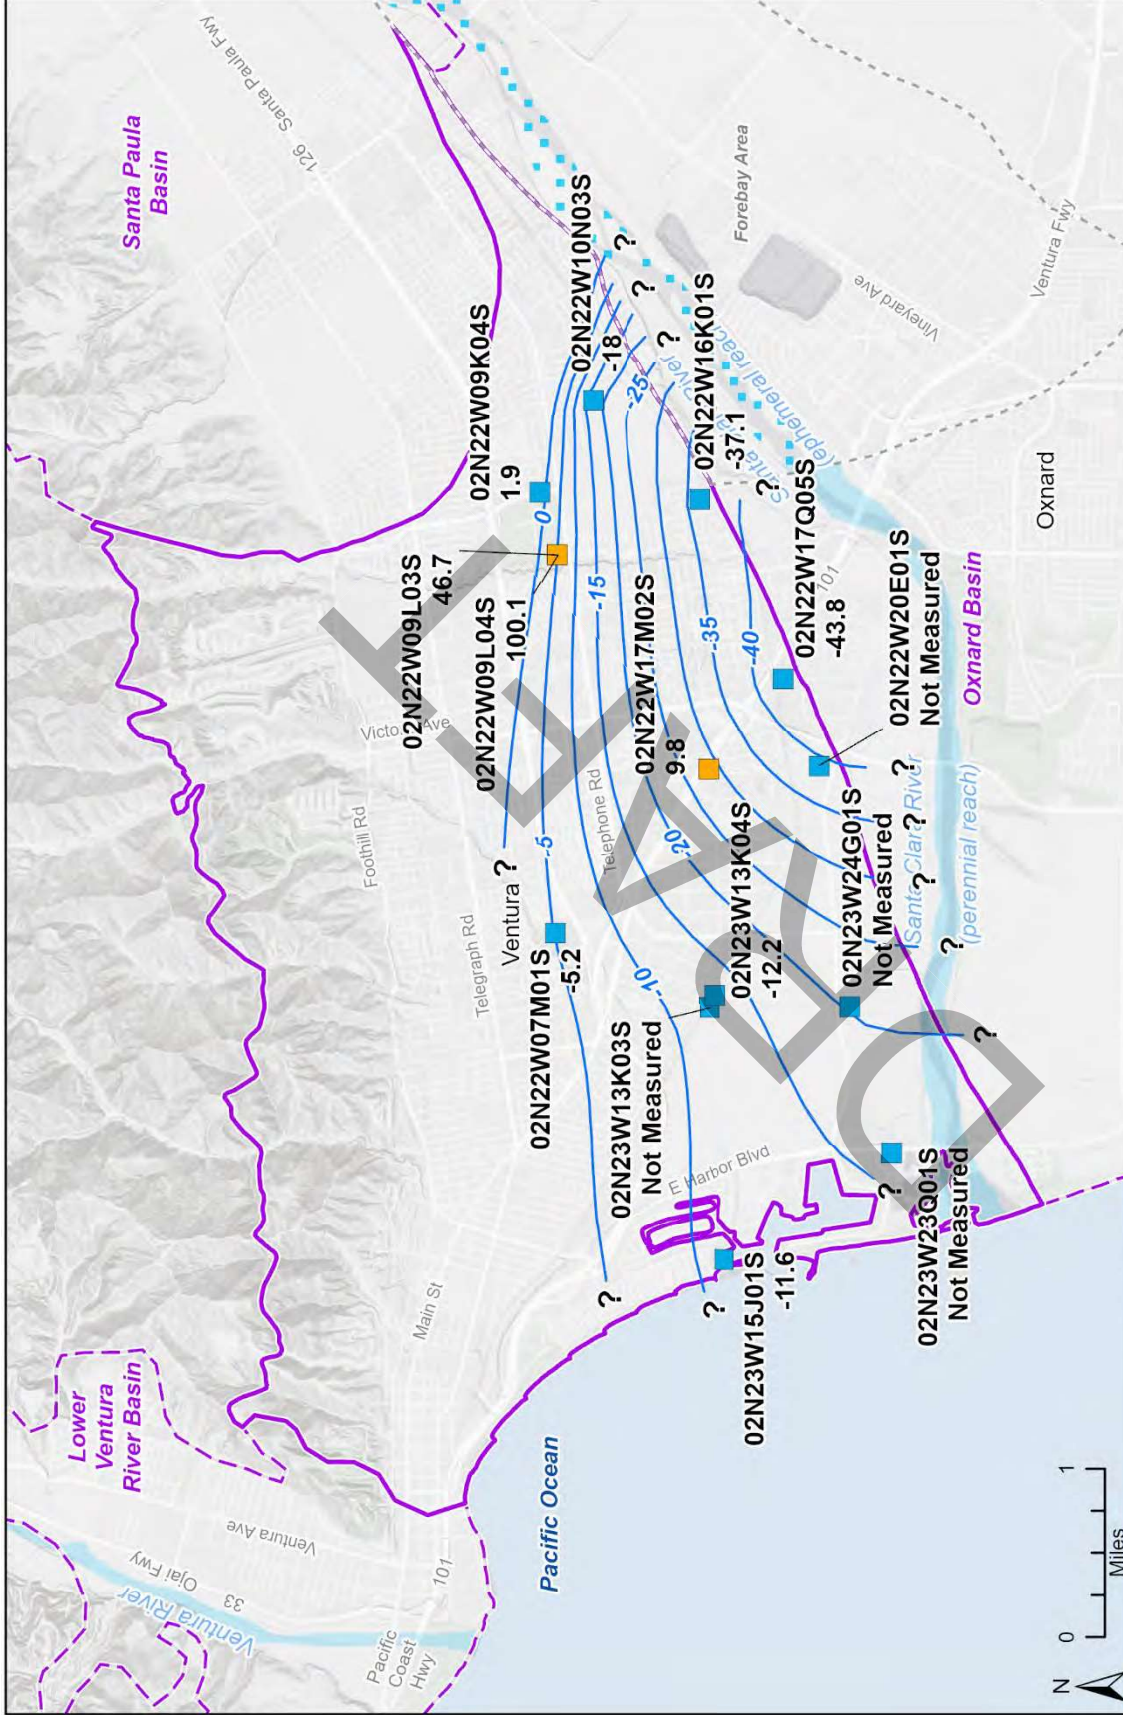 Lower
Ventura
River Basin
Santa Paula
Basin
Ventura River
Ojai Fwy
33
Ventura Ave
Pacific
Coast
Hwy
101
Main St
Foothill Rd
Telegraph Rd
Victo
Ave
Santa Paula Fwy
126
02N22W09L03S
46.7
02N22W09K04S
1.9
02N22W09L04S
100.1
Ventura
?
0
-5
02N22W07M01S
-5.2
Pacific Ocean
02N22W10N03S
-18
?
?
?
-15
Telephone Rd
-25
02N23W13K03S
Not Measured
-10
?
02N22W17M02S
9.8
-20
E Harbor Blvd
?
02N23W15J01S
-11.6
02N23W13K04S
-12.2
-35
-40
02N22W16K01S
-37.1
?
Forebay Area
Vineyard Ave
(ephemeral reach)
101
02N22W17Q05S
-43.8
02N23W24G01S
Not Measured
02N22W20E01S
Not Measured
?
?
?
?
?
?
Santa Clara River
(perennial reach)
02N23W23Q01S
Not Measured
Oxnard Basin
Oxnard
Ventura Fwy
DRAFT
N
0
1
Miles